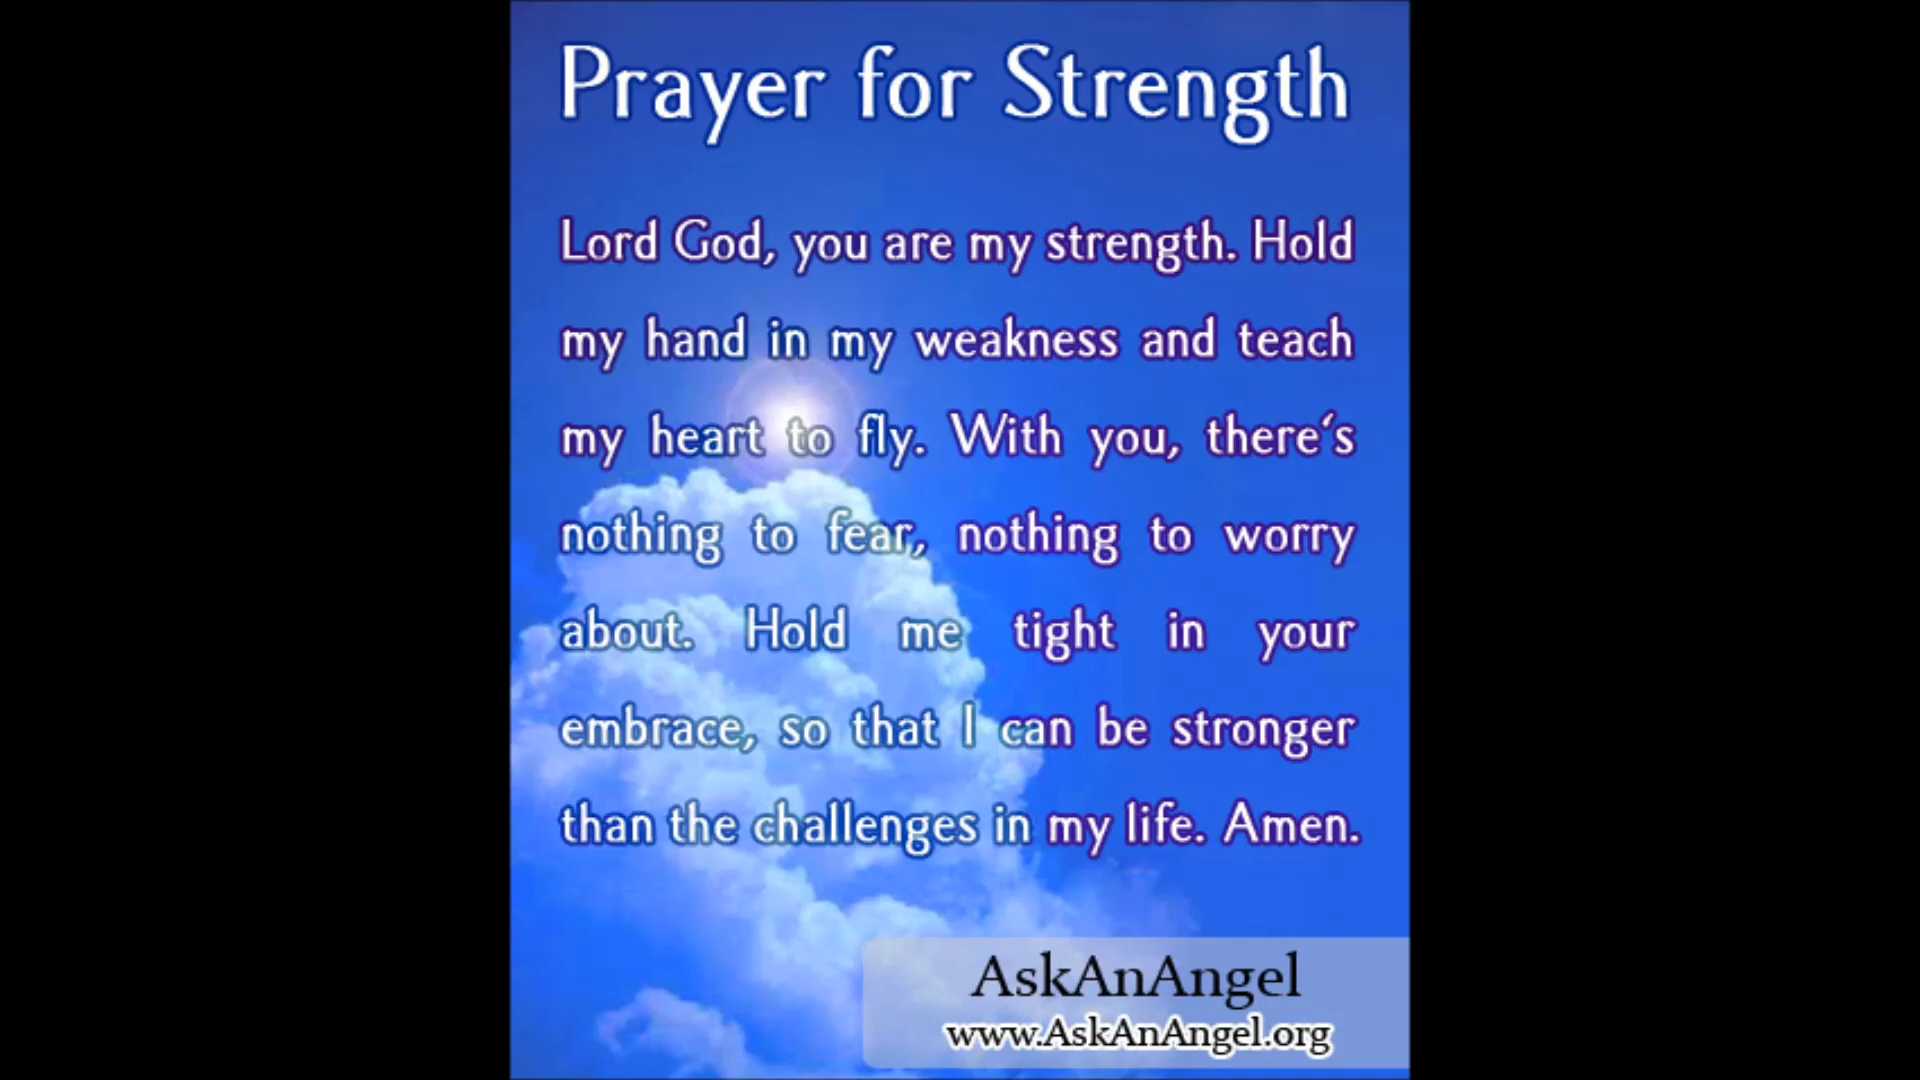 Prayer for Strength
Lord God, you are my strength. Hold
my hand in my weakness and teach
my heart to fly. With you, there‘s
nothing to fear, nothing to worry
about. Hold me tight in your
embrace, so that I can be stronger
than the challenges in my life. Amen.
AskAnAngel
www.AskAnAngel.org